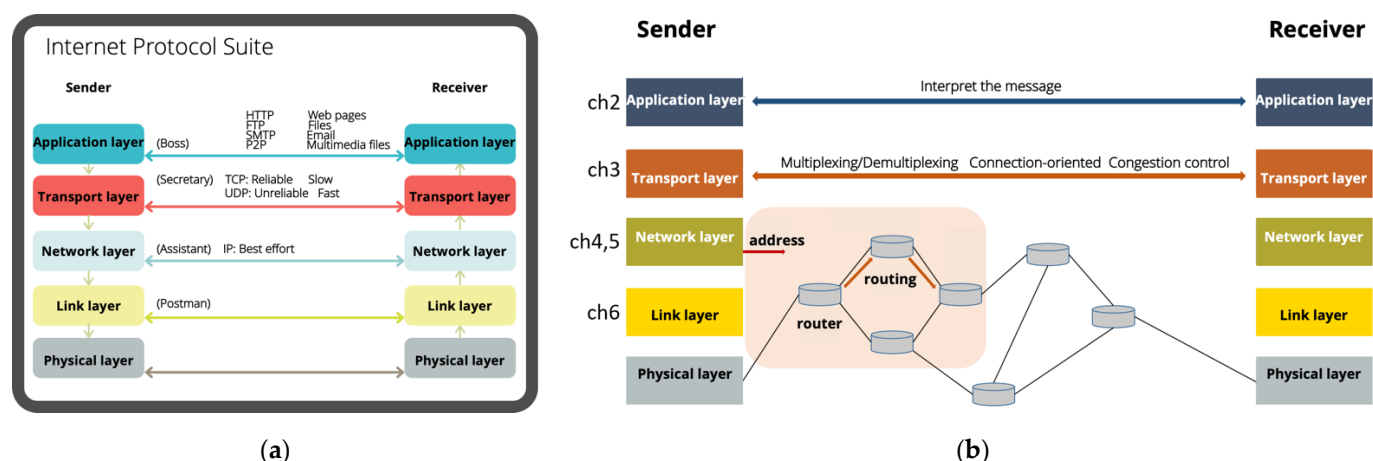 Internet Protocol Suite
Sender Receiver
HTTP Web pages
FTP Files
SMTP Email
P2P Multimedia files
Application layer (Boss) Application layer
(Secretary) TCP: Reliable Slow
UDP: Unreliable Fast
Transport layer Transport layer
Network layer (Assistant) IP: Best effort Network layer
Link layer (Postman) Link layer
Physical layer Physical layer
(a)
Sender Receiver
ch2 Application layer Interpret the message Application layer
ch3 Transport layer Multiplexing/Demultiplexing Connection-oriented Congestion control Transport layer
ch4,5 Network layer address Network layer
routing
ch6 Link layer router Link layer
Physical layer Physical layer
(b)